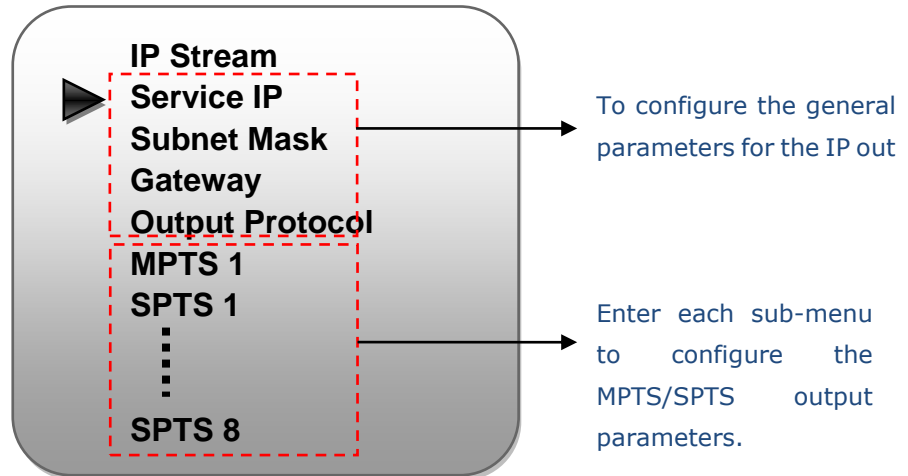 IP Stream
Service IP
Subnet Mask
Gateway
Output Protocol
MPTS 1
SPTS 1
SPTS 8
To configure the general
parameters for the IP out
Enter each sub-menu
to configure the
MPTS/SPTS output
parameters.